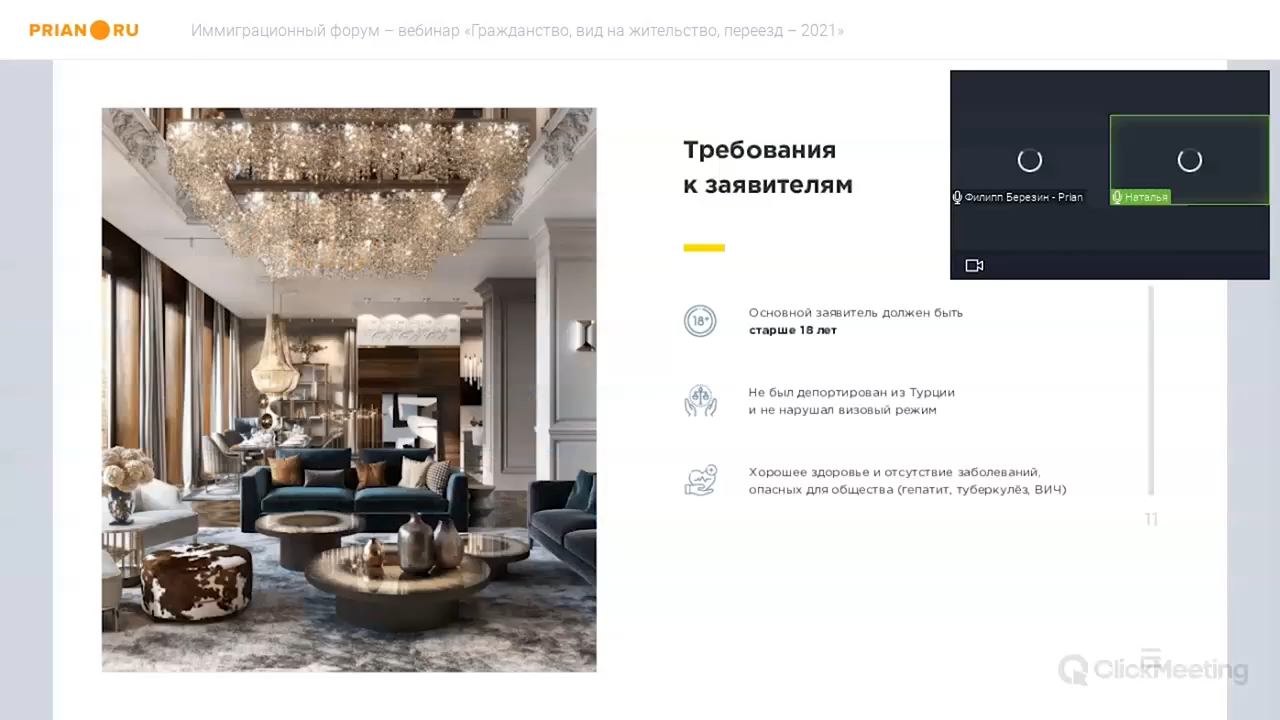 PRIAN RU
Иммиграционный форум – вебинар «Гражданство, вид на жительство, переезд – 2021»
Требования
к заявителям
Филипп Березин - Prian
Наталья
18+
Основной заявитель должен быть
старше 18 лет
Не был депортирован из Турции
и не нарушал визовый режим
Хорошее здоровье и отсутствие заболеваний,
опасных для общества (гепатит, туберкулёз, ВИЧ)
11
ClickMeeting